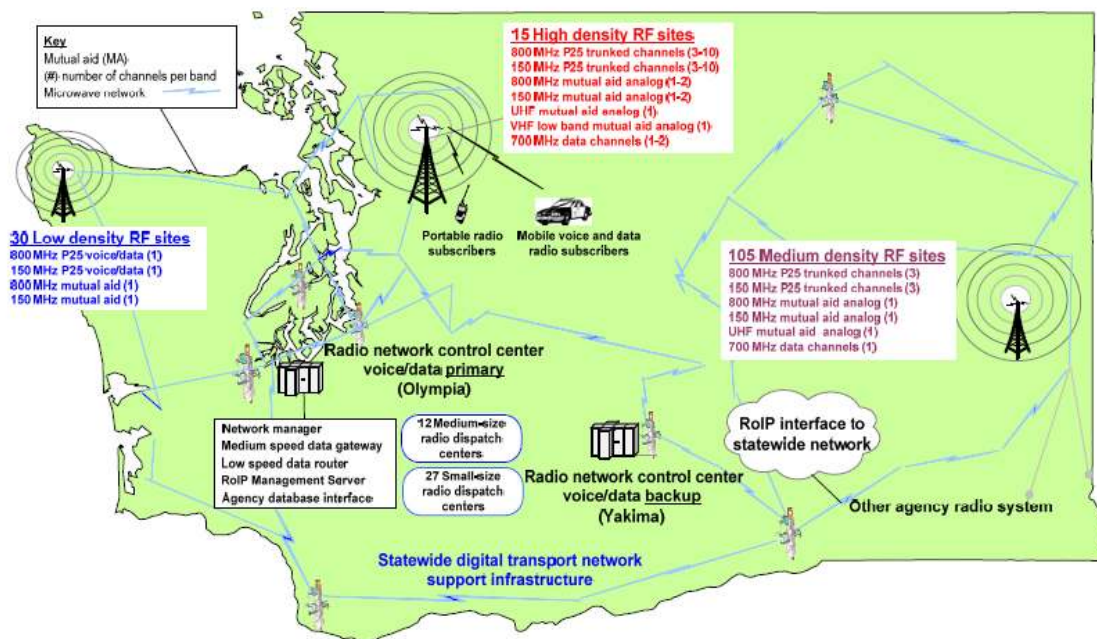 Key
Mutual aid (MA)
(#) number of channels per band
Microwave network
15 High density RF sites
800 MHz P25 trunked channels (3-10)
150 MHz P25 trunked channels (3-10)
800 MHz mutual aid analog (1-2)
150 MHz mutual aid analog (1-2)
UHF mutual aid analog (1)
VHF low band mutual aid analog (1)
700 MHz data channels (1-2)
Portable radio
subscribers
Mobile voice and data
radio subscribers
30 Low density RF sites
800 MHz P25 voice/data (1)
150 MHz P25 voice/data (1)
800 MHz mutual aid (1)
150 MHz mutual aid (1)
105 Medium density RF sites
800 MHz P25 trunked channels (3)
150 MHz P25 trunked channels (3)
800 MHz mutual aid analog (1)
150 MHz mutual aid analog (1)
UHF mutual aid analog (1)
700 MHz data channels (1)
Radio network control center
voice/data primary
(Olympia)
Network manager
Medium speed data gateway
Low speed data router
RoIP Management Server
Agency database interface
12 Medium-size
radio dispatch
centers
27 Small-size
radio dispatch
centers
Radio network control center
voice/data backup
(Yakima)
RoIP interface to
statewide network
Other agency radio system
Statewide digital transport network
support infrastructure